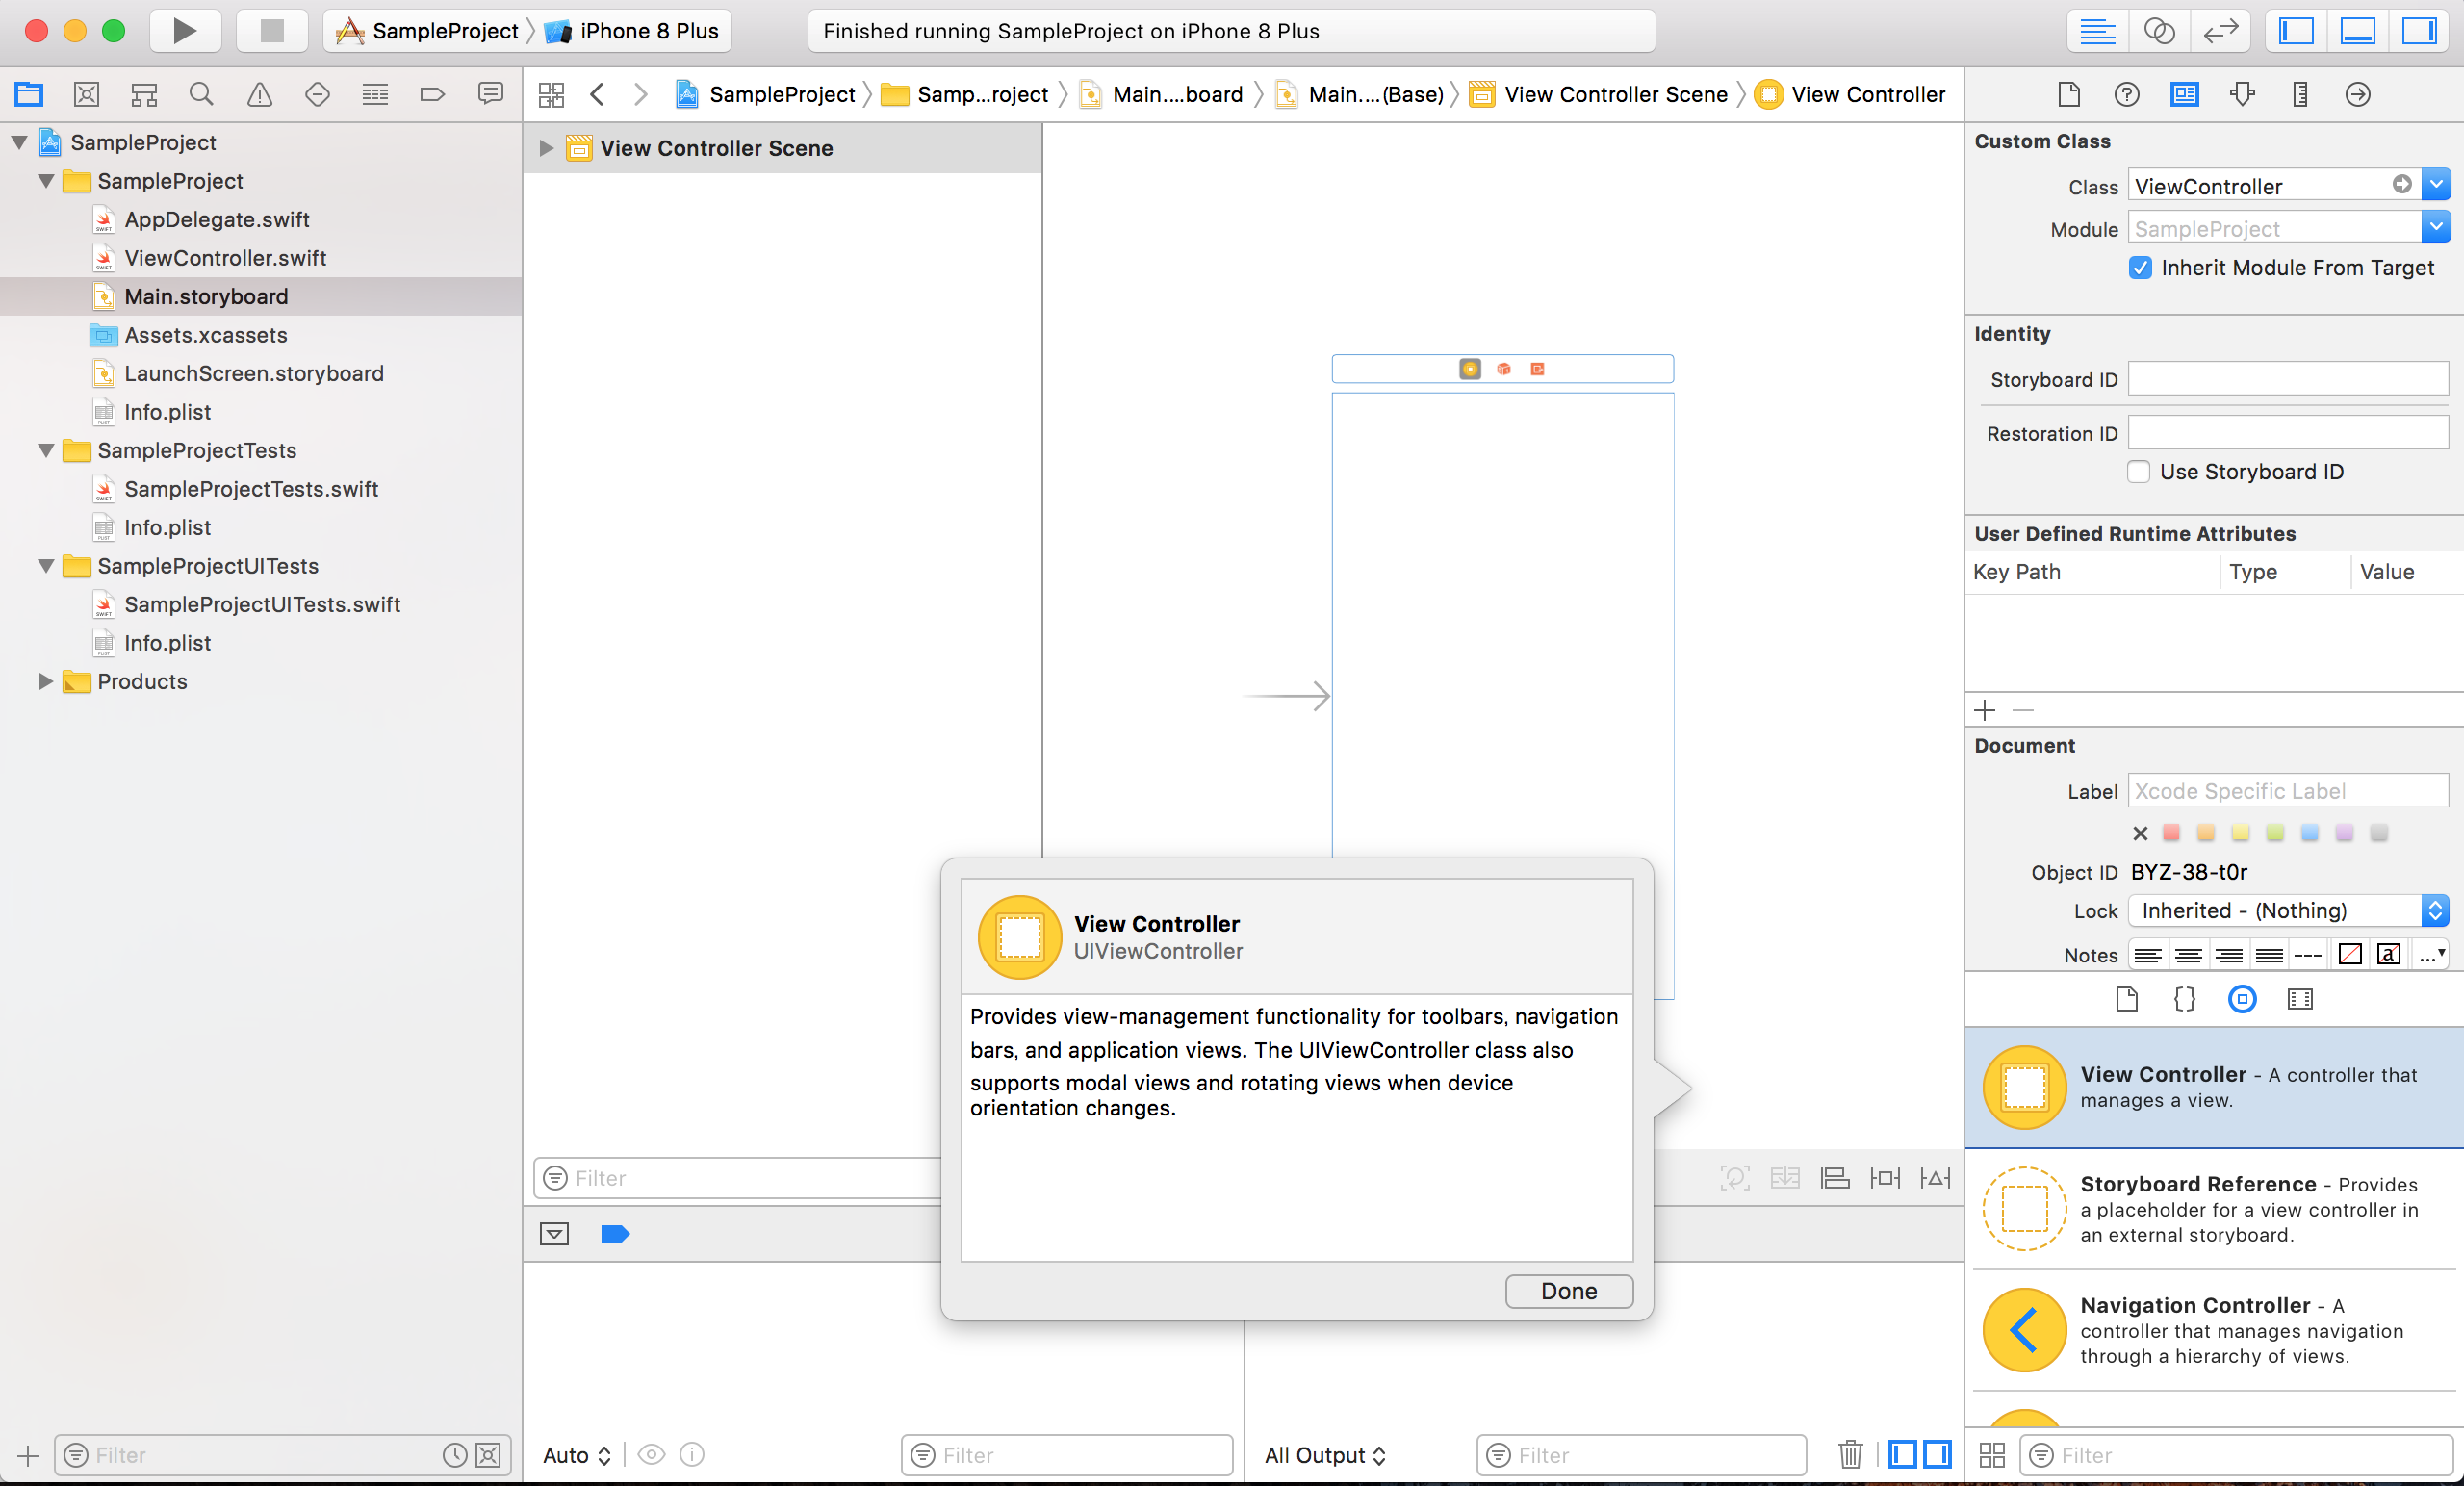 SampleProject
iPhone 8 Plus
Finished running SampleProject on iPhone 8 Plus
SampleProject
Samp...roject
Main....board
Main....(Base)
View Controller Scene
View Controller
SampleProject
SampleProject
AppDelegate.swift
ViewController.swift
Main.storyboard
Assets.xcassets
LaunchScreen.storyboard
Info.plist
SampleProjectTests
SampleProjectTests.swift
Info.plist
SampleProjectUITests
SampleProjectUITests.swift
Info.plist
Products
Filter
View Controller Scene
Filter
View Controller
UIViewController
Provides view-management functionality for toolbars, navigation
bars, and application views. The UIViewController class also
supports modal views and rotating views when device
orientation changes.
Done
Auto
Filter
All Output
Filter
Custom Class
Class ViewController
Module SampleProject
Inherit Module From Target
Identity
Storyboard ID
Restoration ID
Use Storyboard ID
User Defined Runtime Attributes
Key Path Type Value
Document
Label Xcode Specific Label
Object ID BYZ-38-t0r
Lock Inherited - (Nothing)
Notes
View Controller - A controller that
manages a view.
Storyboard Reference - Provides
a placeholder for a view controller in
an external storyboard.
Navigation Controller - A
controller that manages navigation
through a hierarchy of views.
Filter